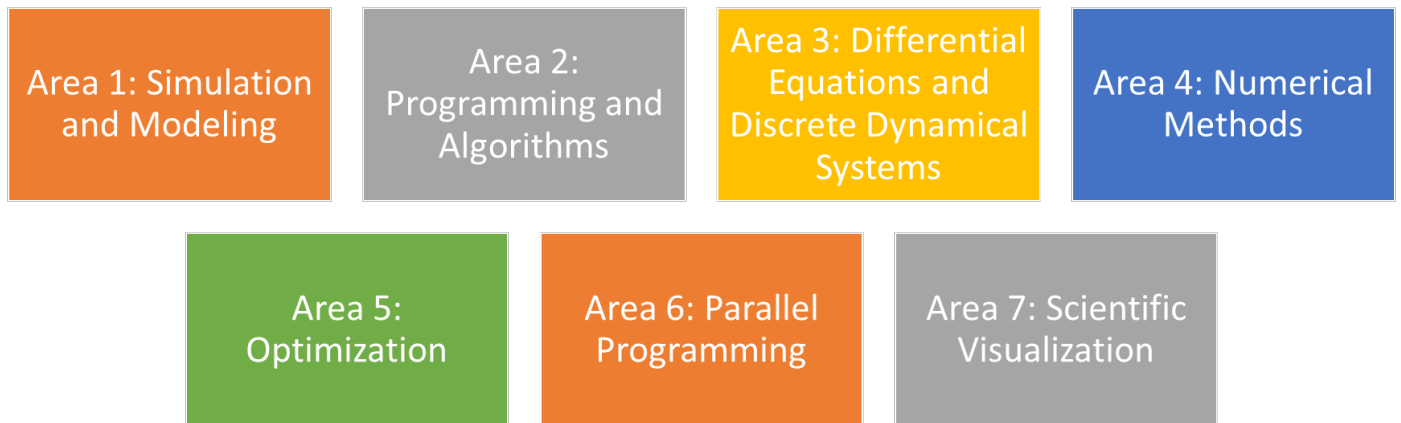 Area 1: Simulation
and Modeling
Area 2:
Programming and
Algorithms
Area 3: Differential
Equations and
Discrete Dynamical
Systems
Area 4: Numerical
Methods
Area 5:
Optimization
Area 6: Parallel
Programming
Area 7: Scientific
Visualization